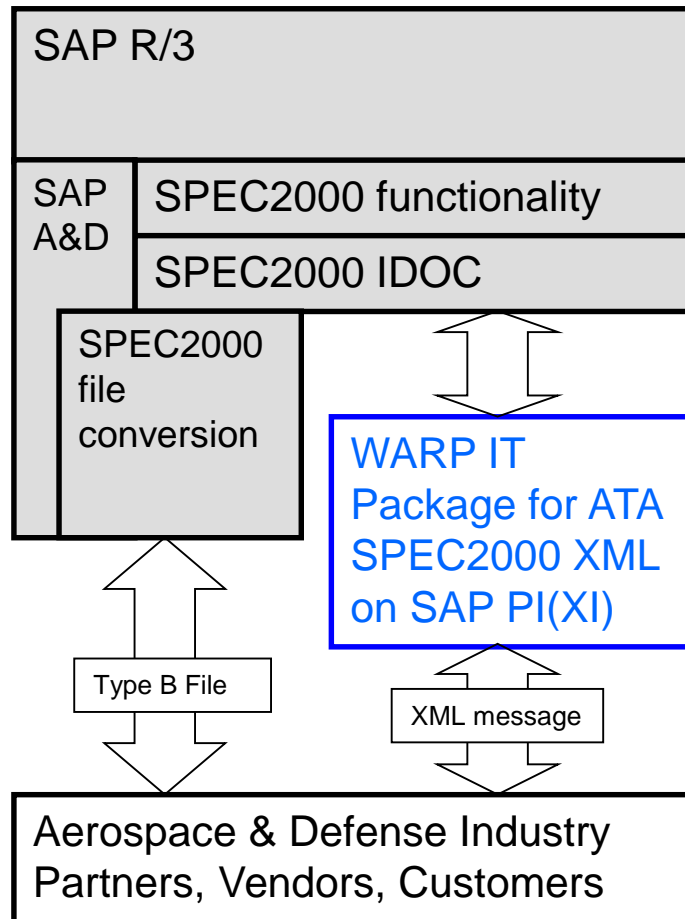 SAP R/3
SAP
A&D
SPEC2000 functionality
SPEC2000 IDOC
SPEC2000
file
conversion
WARP IT
Package for ATA
SPEC2000 XML
on SAP PI(XI)
Type B File
XML message
Aerospace & Defense Industry
Partners, Vendors, Customers